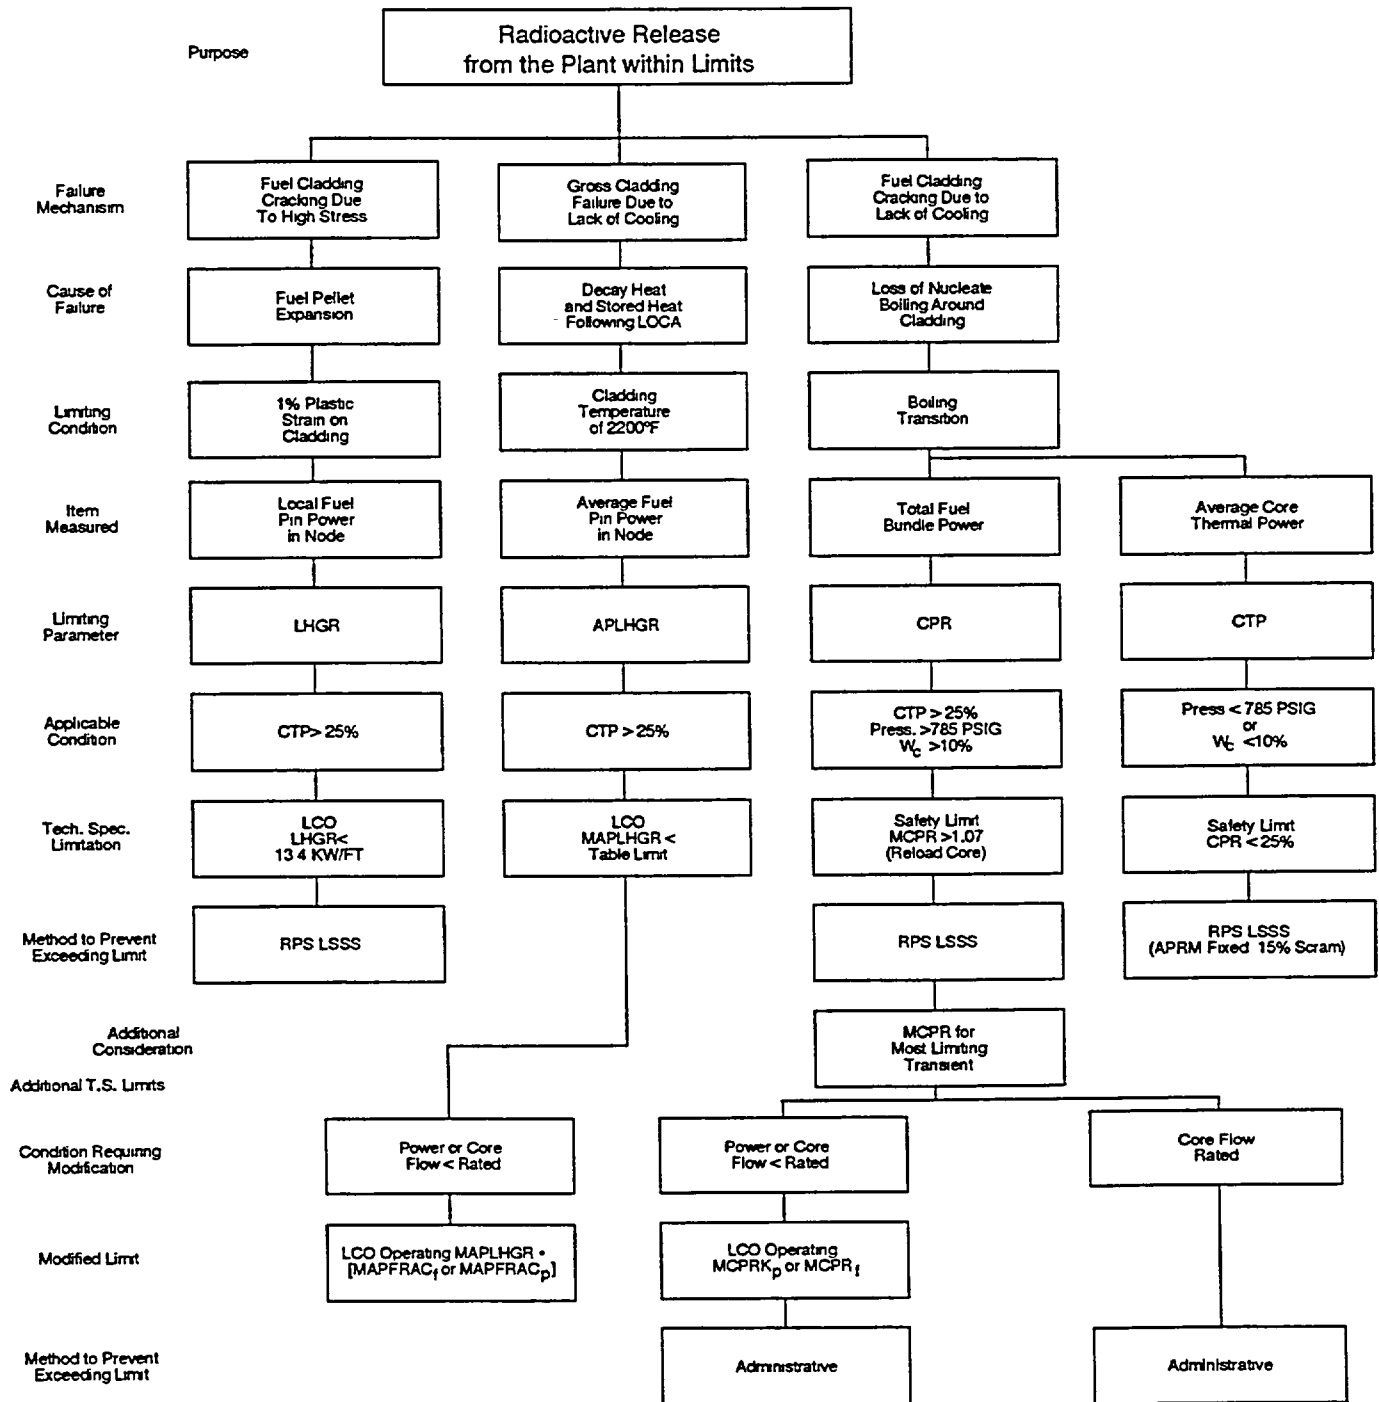 Purpose
Radioactive Release
from the Plant within Limits
Failure
Mechanism
Fuel Cladding
Cracking Due
To High Stress
Gross Cladding
Failure Due to
Lack of Cooling
Fuel Cladding
Cracking Due to
Lack of Cooling
Cause of
Failure
Fuel Pellet
Expansion
Decay Heat
and Stored Heat
Following LOCA
Loss of Nucleate
Boiling Around
Cladding
Limiting
Condition
1% Plastic
Strain on
Cladding
Cladding
Temperature
of 2200°F
Boiling
Transition
Item
Measured
Local Fuel
Pin Power
in Node
Average Fuel
Pin Power
in Node
Total Fuel
Bundle Power
Average Core
Thermal Power
Limiting
Parameter
LHGR
APLHGR
CPR
CTP
Applicable
Condition
CTP> 25%
CTP > 25%
CTP > 25%
Press. >785 PSIG
Wc >10%
Press < 785 PSIG
or
Wc <10%
Tech. Spec.
Limitation
LCO
LHGR<
13 4 KW/FT
LCO
MAPLHGR <
Table Limit
Safety Limit
MCPR >1.07
(Reload Core)
Safety Limit
CPR < 25%
Method to Prevent
Exceeding Limit
RPS LSSS
RPS LSSS
RPS LSSS
(APRM Fixed 15% Scram)
Additional
Consideration
MCPR for
Most Limiting
Transient
Additional T.S. Limits
Condition Requiring
Modification
Power or Core
Flow < Rated
Power or Core
Flow < Rated
Core Flow
Rated
Modified Limit
LCO Operating MAPLHGR •
[MAPFRACf or MAPFRACp]
LCO Operating
MCPRKp or MCPRf
Method to Prevent
Exceeding Limit
Administrative
Administrative